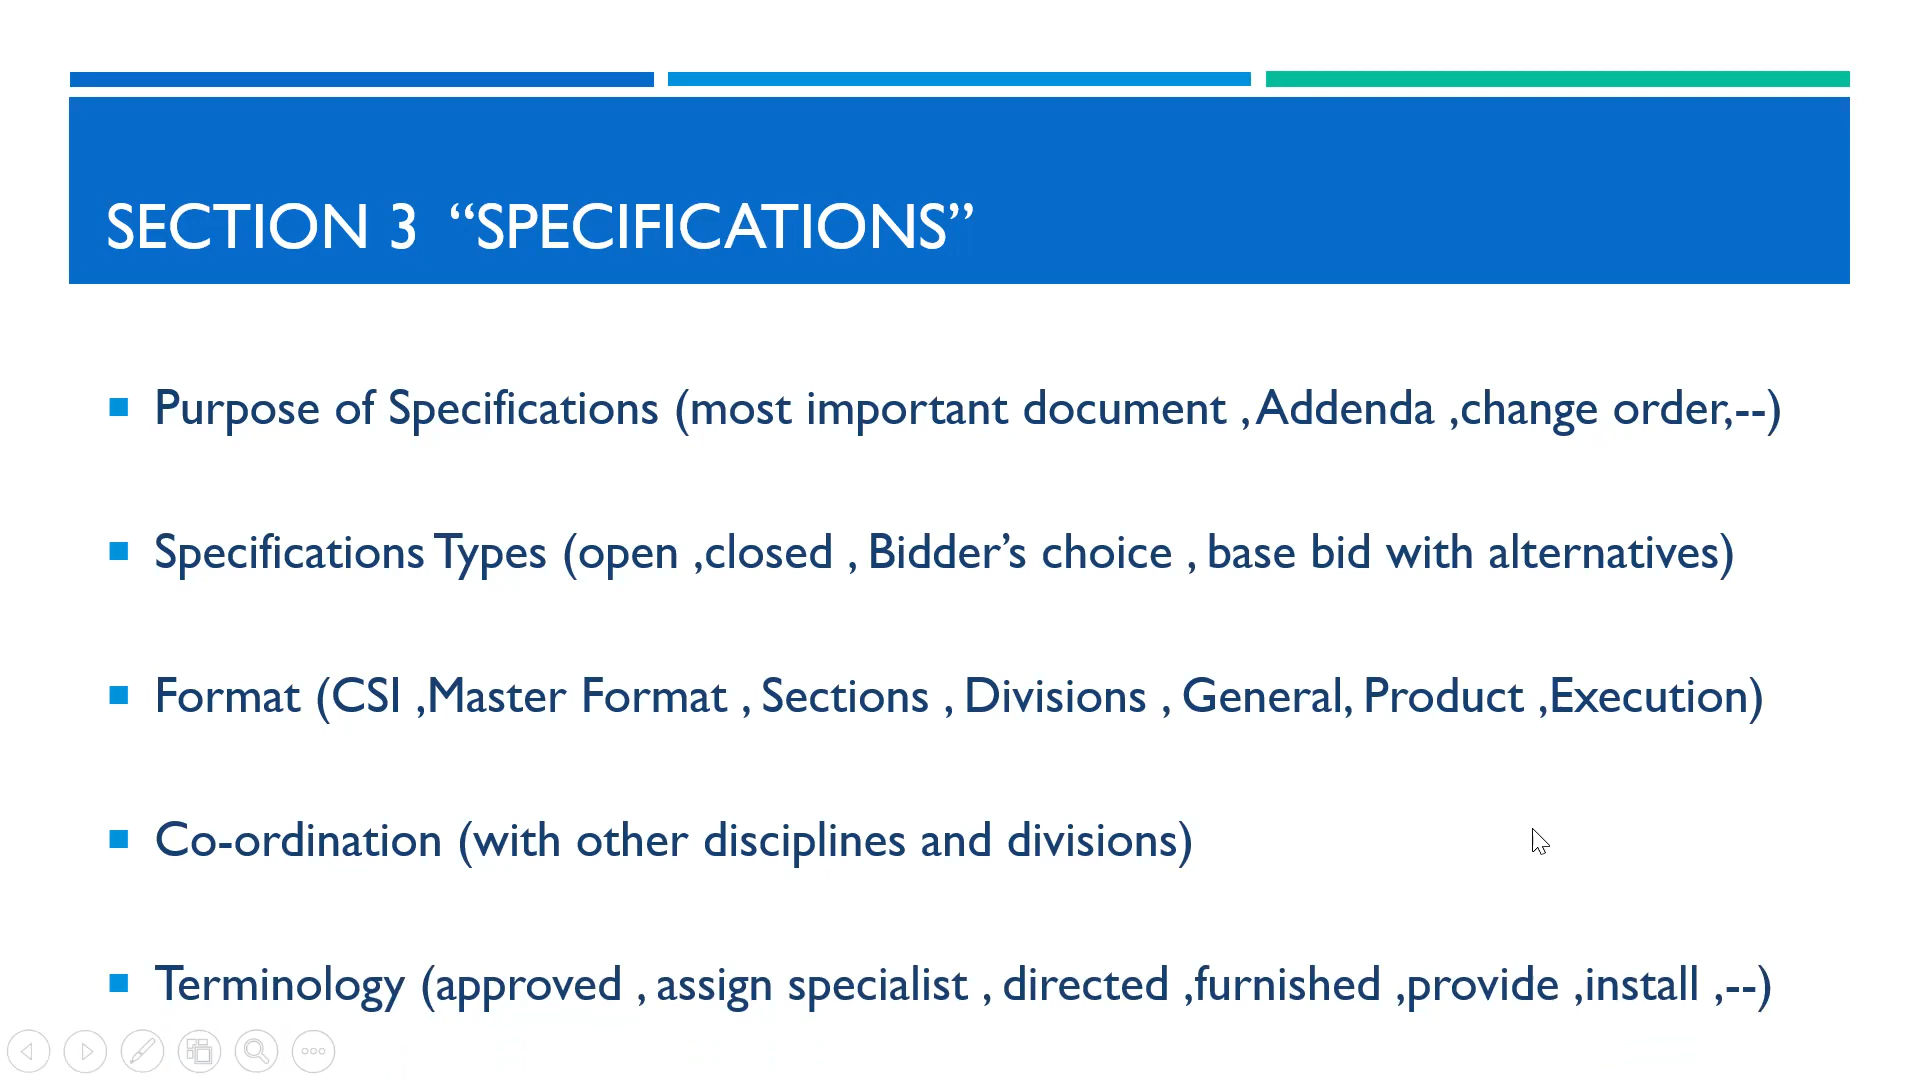 SECTION 3 “SPECIFICATIONS”
Purpose of Specifications (most important document , Addenda ,change order,--)
Specifications Types (open ,closed , Bidder’s choice , base bid with alternatives)
Format (CSI ,Master Format , Sections , Divisions , General, Product ,Execution)
Co-ordination (with other disciplines and divisions)
Terminology (approved , assign specialist , directed ,furnished ,provide ,install ,--)